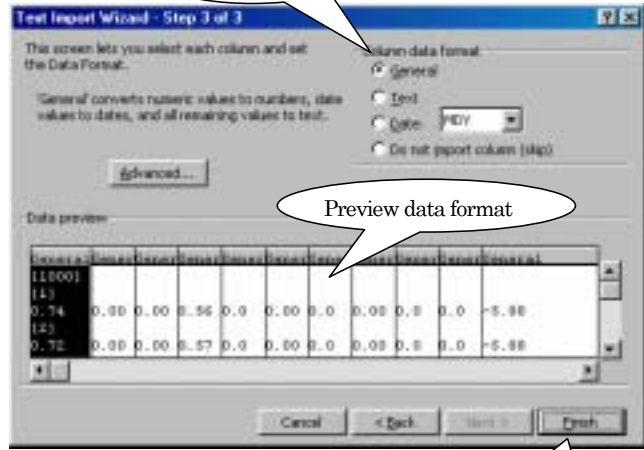 Text Import Wizard - Step 3 of 3
This screen lets you select each column and set
the Data Format.
'General' converts numeric values to numbers, date
values to dates, and all remaining values to text.
Advanced...
Column data format
General
Text
Date: MDY
Do not import column (skip)
Preview data format
Data preview
General
110001
(1)
0.74 0.00 0.00 0.56 0.0 0.00 0.0 0.00 0.0 0.0 -5.00
(2)
0.72 0.00 0.00 0.57 0.0 0.00 0.0 0.00 0.0 0.0 -5.00
Cancel < Back Next > Finish